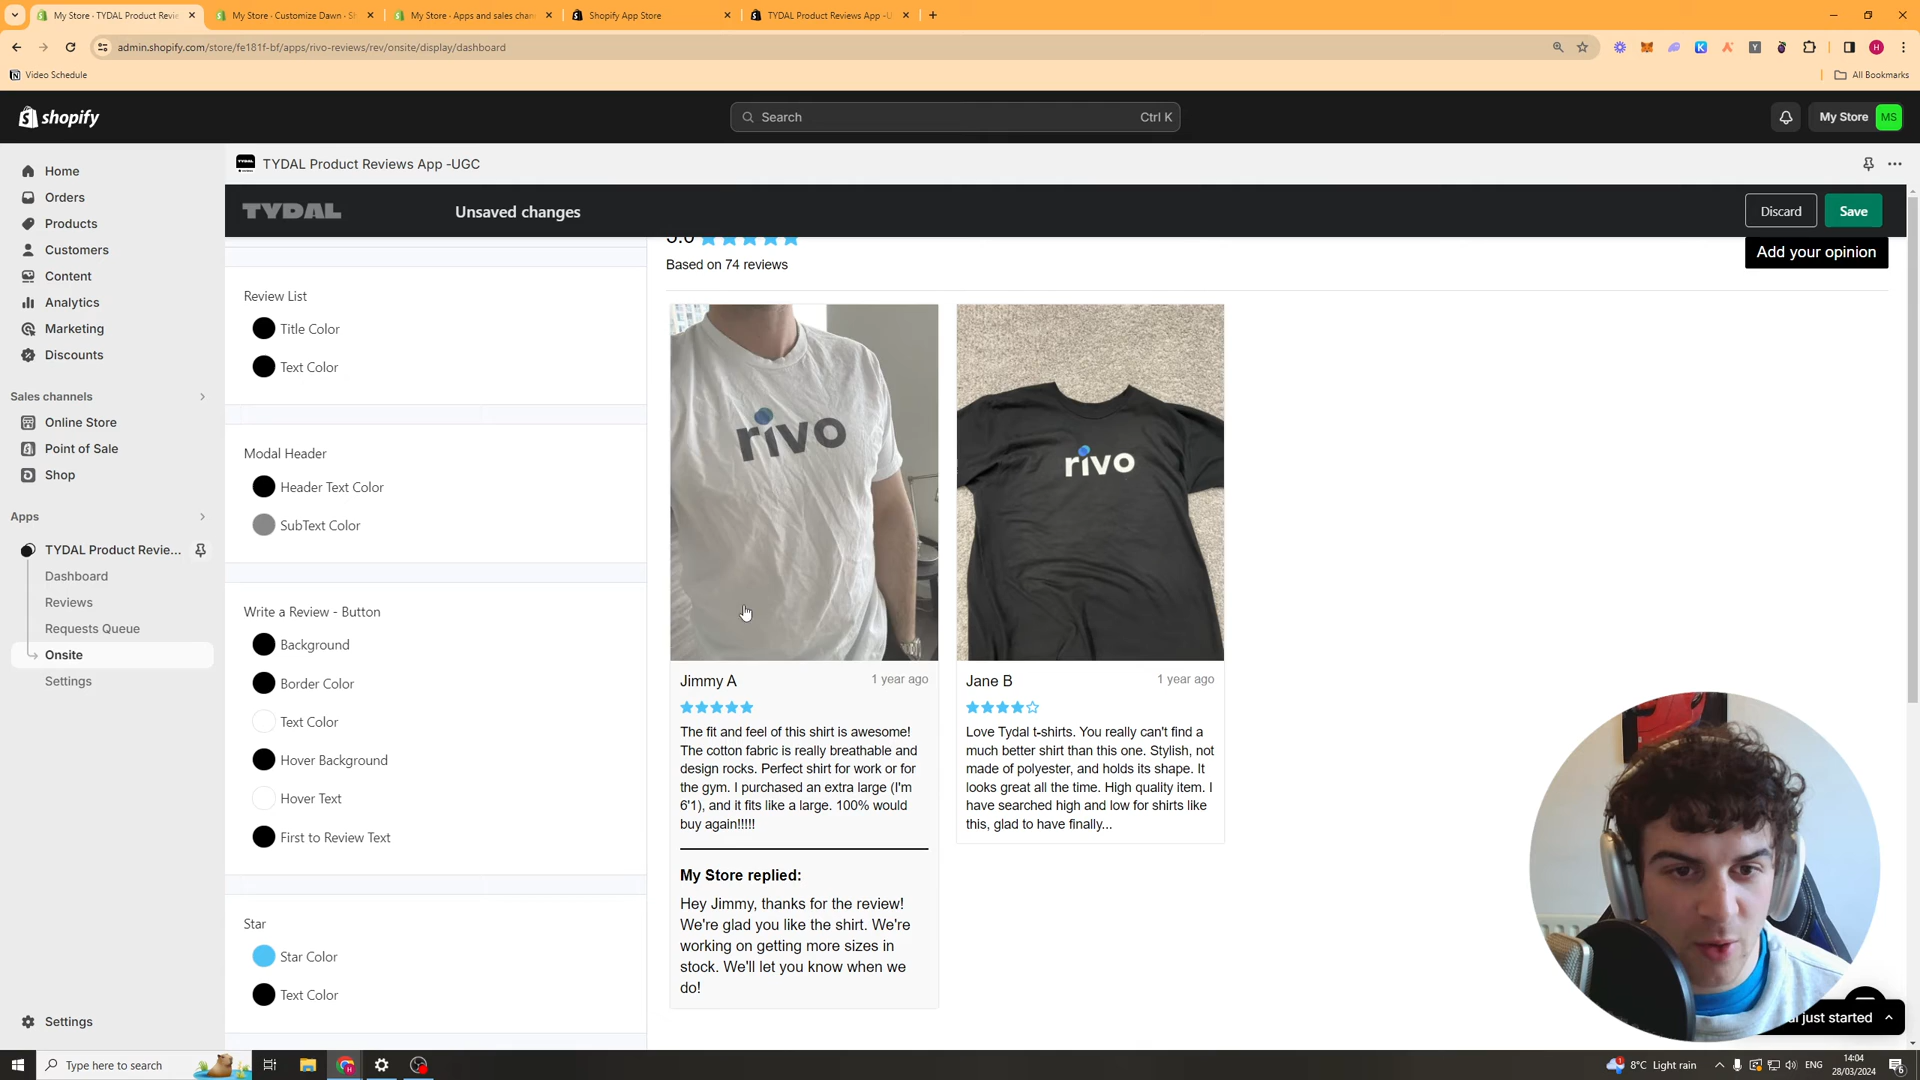 My Store - TYDAL Product Revie
My Store · Customize Dawn · Sh
My Store · Apps and sales chan
Shopify App Store
TYDAL Product Reviews App -U
admin.shopify.com/store/fe181f-bf/apps/rivo-reviews/rev/onsite/display/dashboard
Video Schedule
All Bookmarks
shopify
Search
Ctrl K
My Store
MS
Home
Orders
Products
Customers
Content
Analytics
Marketing
Discounts
Sales channels
Online Store
Point of Sale
Shop
Apps
TYDAL Product Revie...
Dashboard
Reviews
Requests Queue
Onsite
Settings
Settings
TYDAL Product Reviews App -UGC
TYDAL
Unsaved changes
Discard
Save
Review List
Title Color
Text Color
Modal Header
Header Text Color
SubText Color
Write a Review - Button
Background
Border Color
Text Color
Hover Background
Hover Text
First to Review Text
Star
Star Color
Text Color
5.0
Based on 74 reviews
Add your opinion
rivo
rivo
Jimmy A
1 year ago
The fit and feel of this shirt is awesome!
The cotton fabric is really breathable and
design rocks. Perfect shirt for work or for
the gym. I purchased an extra large (I'm
6'1), and it fits like a large. 100% would
buy again!!!!!
My Store replied:
Hey Jimmy, thanks for the review!
We're glad you like the shirt. We're
working on getting more sizes in
stock. We'll let you know when we
do!
Jane B
1 year ago
Love Tydal t-shirts. You really can't find a
much better shirt than this one. Stylish, not
made of polyester, and holds its shape. It
looks great all the time. High quality item. I
have searched high and low for shirts like
this, glad to have finally...
just started
Type here to search
8°C Light rain
ENG
14:04
28/03/2024